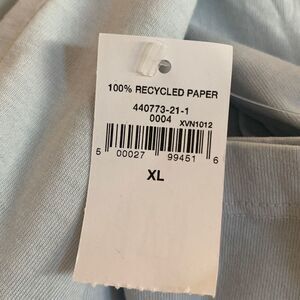 100% RECYCLED PAPER
440773-21-1
0004 XVN1012
5 00027 99451 6
XL